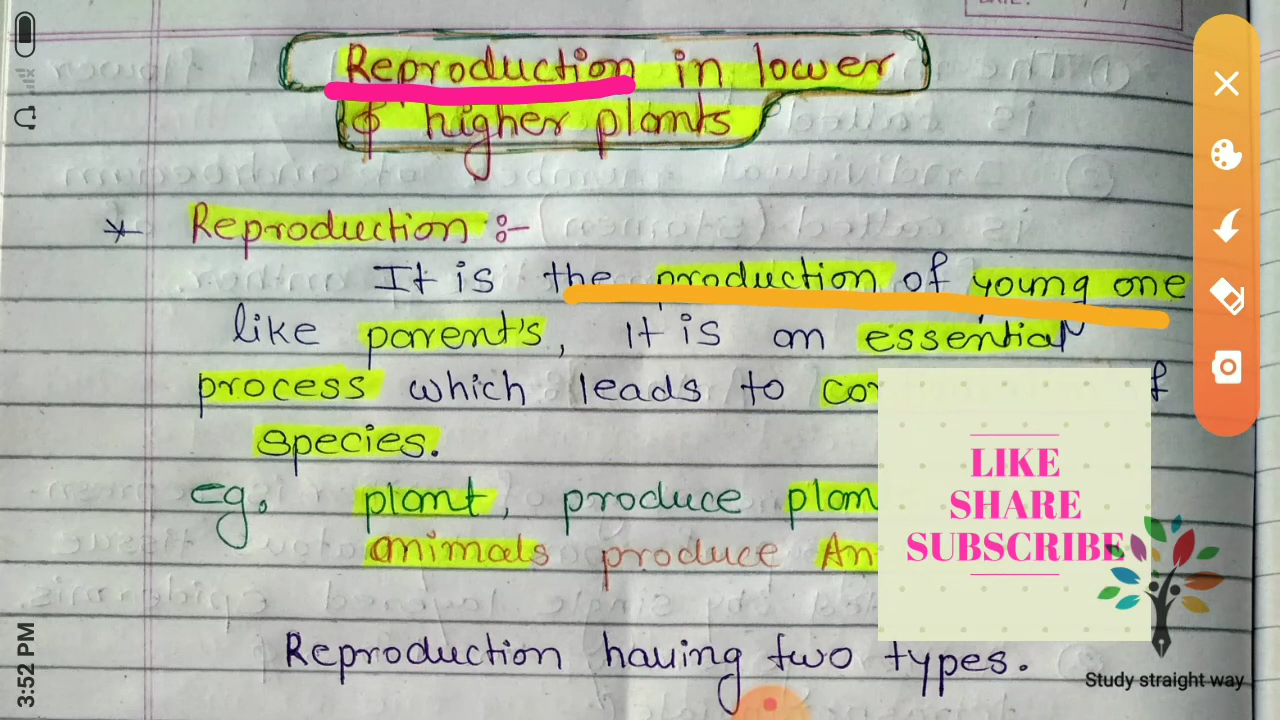 Reproduction in lower
& higher plants
* Reproduction :-
It is the production of young one
like parent's, it is an essential
process which leads to
species.
eg. plant, produce
animals produce
Reproduction having two types.
LIKE
SHARE
SUBSCRIBE
Study straight way
3:52 PM